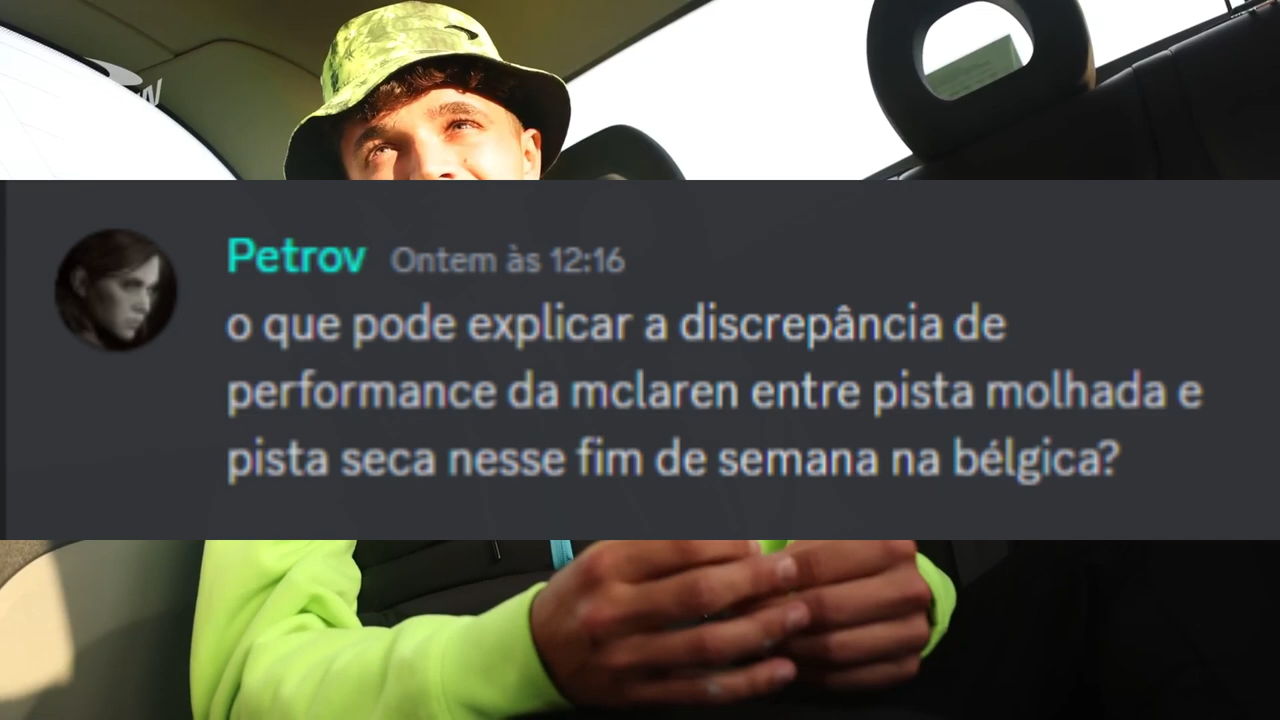 Petrov Ontem às 12:16
o que pode explicar a discrepância de
performance da mclaren entre pista molhada e
pista seca nesse fim de semana na bélgica?